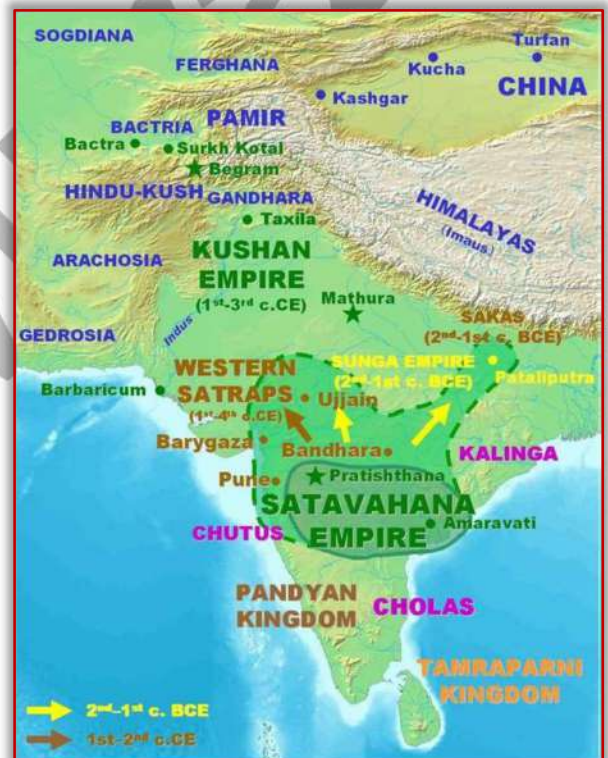 SOGDIANA
Turfan
FERGHANA
Kucha
CHINA
Kashgar
PAMIR
BACTRIA
Bactra
Surkh Kotal
Begram
HINDU-KUSH
GANDHARA
Taxila
HIMALAYAS
(Imaus)
KUSHAN
EMPIRE
(1st-3rd c.CE)
ARACHOSIA
Mathura
SAKAS
(2nd-1st c. BCE)
GEDROSIA
Indus
WESTERN
SATRAPS
(1st-4th c.CE)
SUNGA EMPIRE
(2nd-1st c. BCE)
Pataliputra
Barbaricum
Ujjain
Barygaza
Bandhara
KALINGA
Pune
Pratishthana
SATAVAHANA
EMPIRE
Amaravati
CHUTUS
PANDYAN
KINGDOM
CHOLAS
TAMRAPARNI
KINGDOM
2nd-1st c. BCE
1st-2nd c.CE